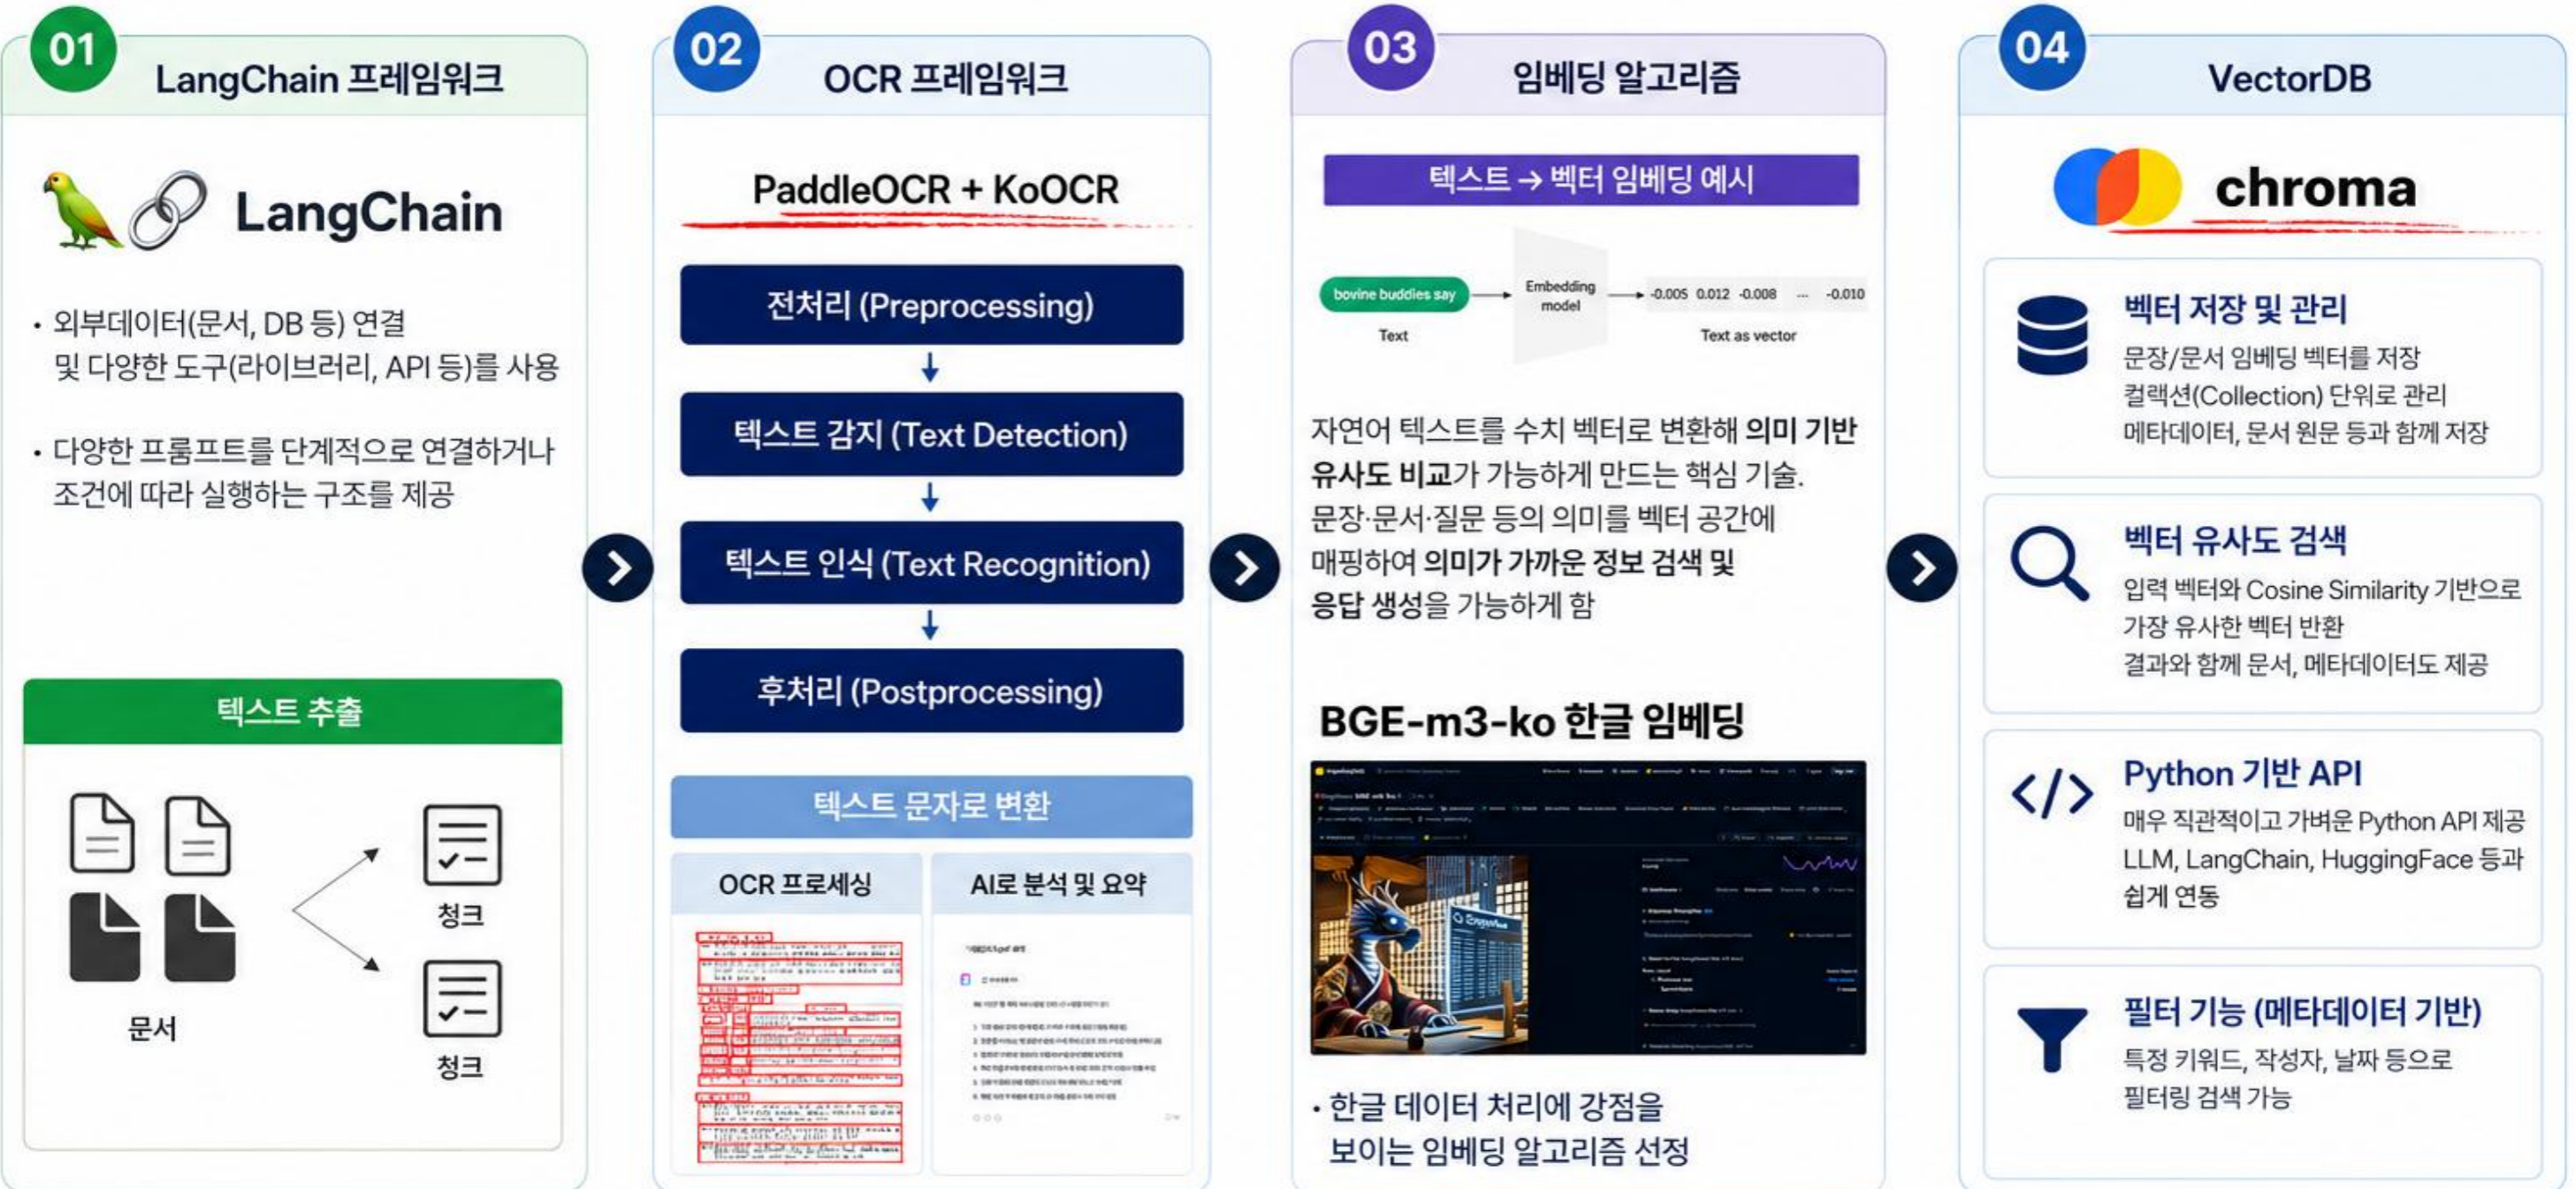 01
LangChain 프레임워크
LangChain
• 외부데이터(문서, DB 등) 연결
및 다양한 도구(라이브러리, API 등)를 사용
• 다양한 프롬프트를 단계적으로 연결하거나
조건에 따라 실행하는 구조를 제공
텍스트 추출
문서
청크
청크
02
OCR 프레임워크
PaddleOCR + KoOCR
전처리 (Preprocessing)
텍스트 감지 (Text Detection)
텍스트 인식 (Text Recognition)
후처리 (Postprocessing)
텍스트 문자로 변환
OCR 프로세싱
AI로 분석 및 요약
03
임베딩 알고리즘
텍스트 → 벡터 임베딩 예시
bovine buddies say
Embedding
model
-0.005 0.012 -0.008 ... -0.010
Text
Text as vector
자연어 텍스트를 수치 벡터로 변환해 의미 기반
유사도 비교가 가능하게 만드는 핵심 기술.
문장·문서·질문 등의 의미를 벡터 공간에
매핑하여 의미가 가까운 정보 검색 및
응답 생성을 가능하게 함
BGE-m3-ko 한글 임베딩
• 한글 데이터 처리에 강점을
보이는 임베딩 알고리즘 선정
04
VectorDB
chroma
벡터 저장 및 관리
문장/문서 임베딩 벡터를 저장
컬랙션(Collection) 단위로 관리
메타데이터, 문서 원문 등과 함께 저장
벡터 유사도 검색
입력 벡터와 Cosine Similarity 기반으로
가장 유사한 벡터 반환
결과와 함께 문서, 메타데이터도 제공
Python 기반 API
매우 직관적이고 가벼운 Python API 제공
LLM, LangChain, HuggingFace 등과
쉽게 연동
필터 기능 (메타데이터 기반)
특정 키워드, 작성자, 날짜 등으로
필터링 검색 가능